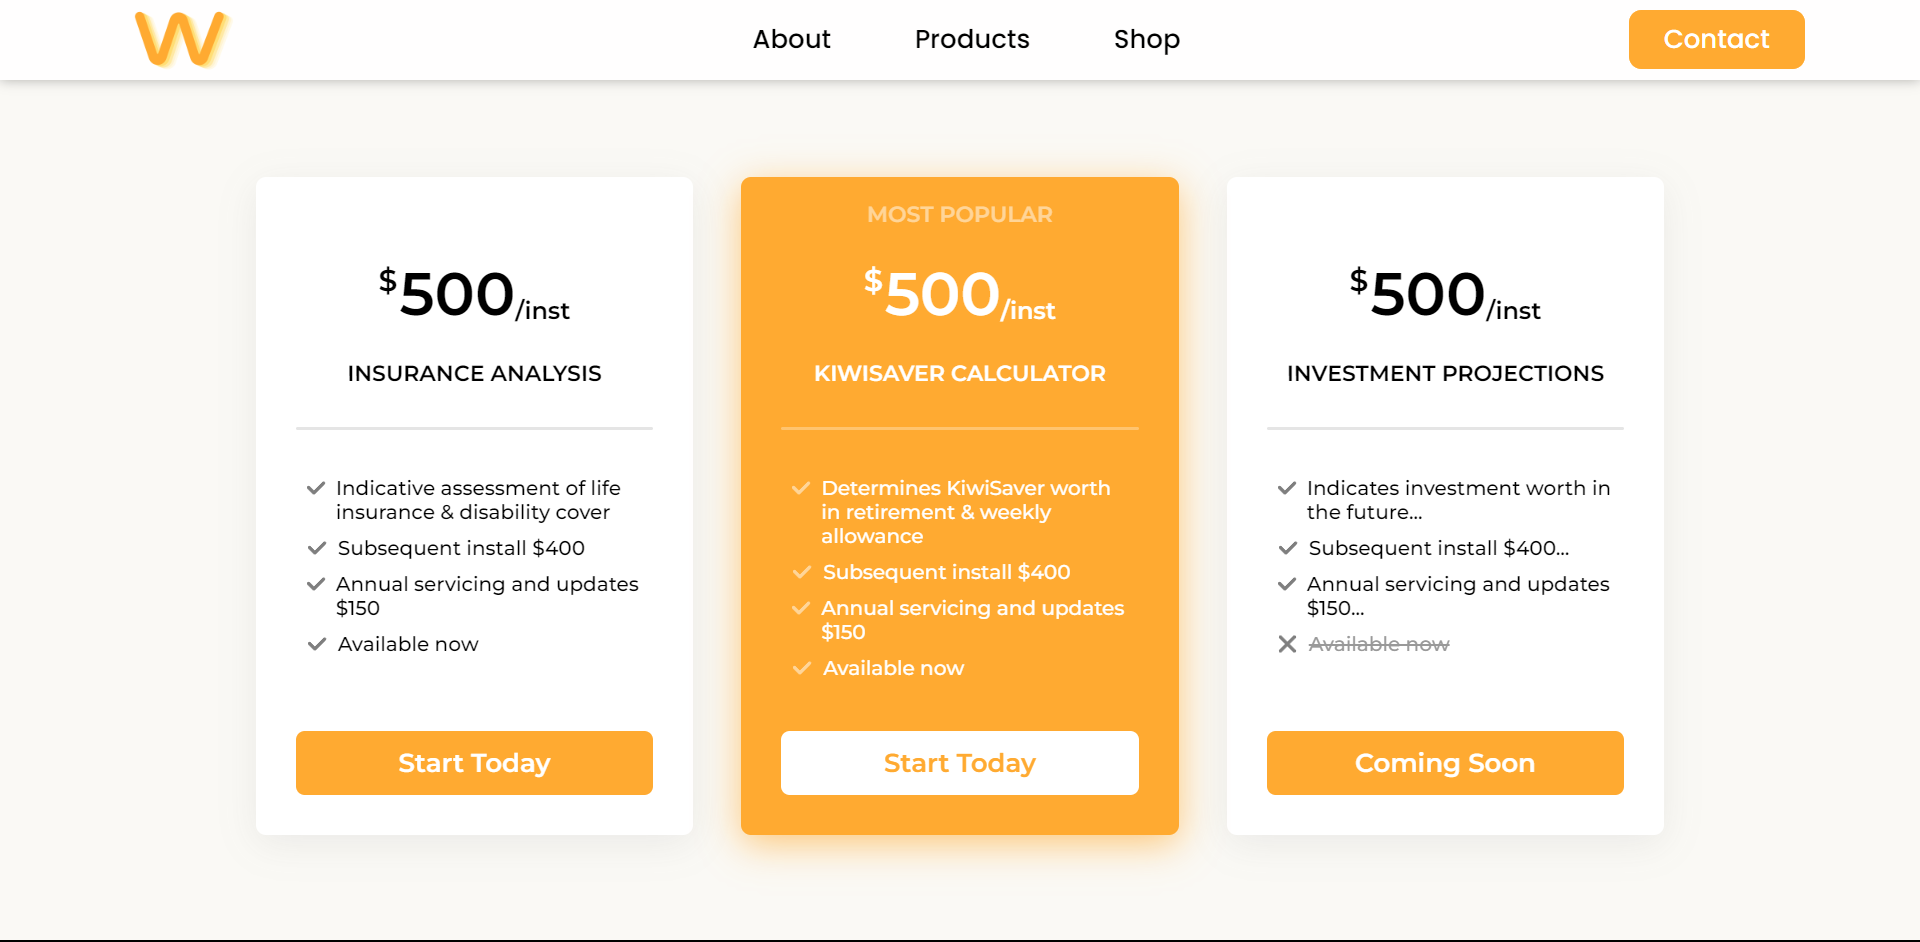 W
About Products Shop Contact
$500/inst
INSURANCE ANALYSIS
Indicative assessment of life
insurance & disability cover
Subsequent install $400
Annual servicing and updates
$150
Available now
Start Today
MOST POPULAR
$500/inst
KIWISAVER CALCULATOR
Determines KiwiSaver worth
in retirement & weekly
allowance
Subsequent install $400
Annual servicing and updates
$150
Available now
Start Today
$500/inst
INVESTMENT PROJECTIONS
Indicates investment worth in
the future...
Subsequent install $400...
Annual servicing and updates
$150...
Available now
Coming Soon